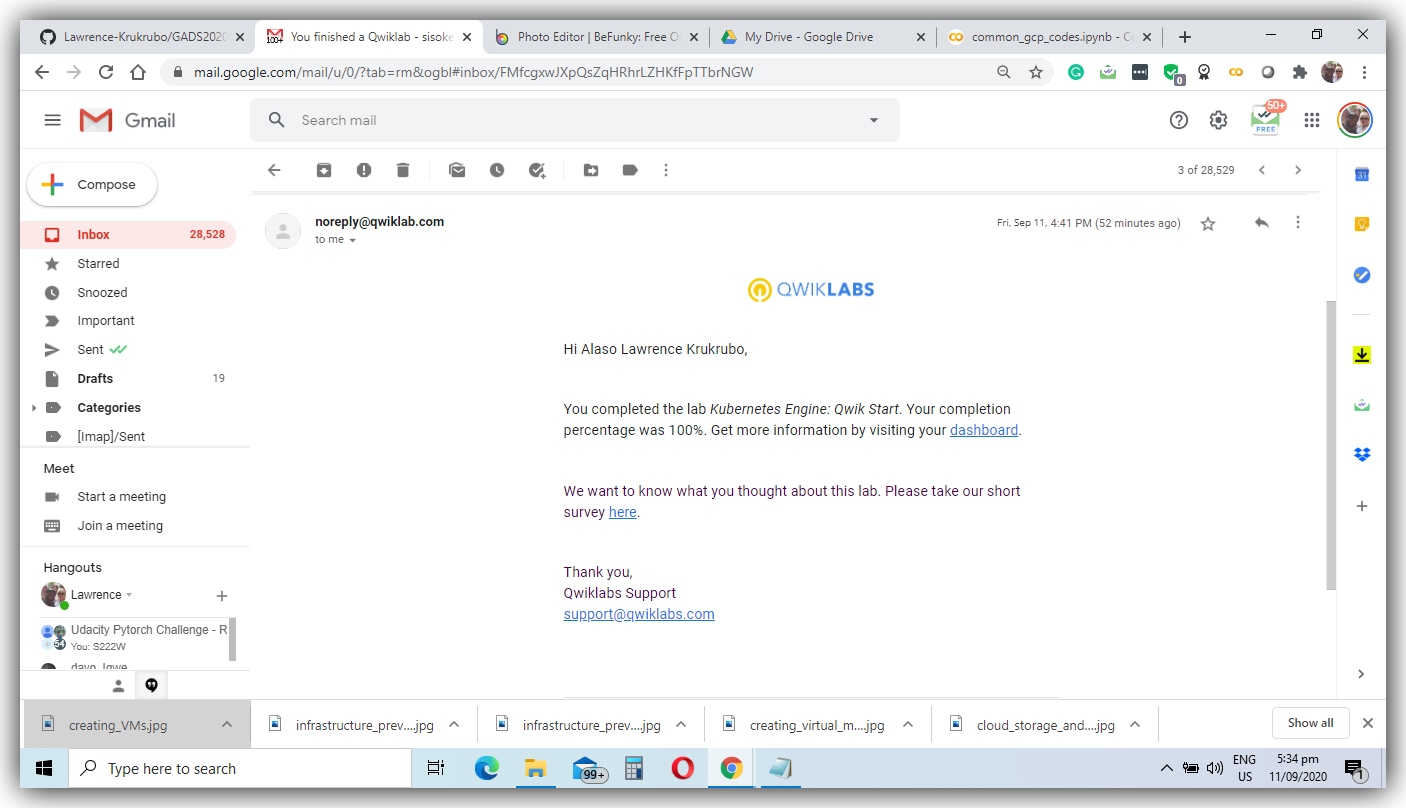 Lawrence-Krukrubo/GADS202
You finished a Qwiklab - sisoke
Photo Editor | BeFunky: Free O
My Drive - Google Drive
common_gcp_codes.ipynb - C
mail.google.com/mail/u/0/?tab=rm&ogbl#inbox/FMfcgxwJXpQsZqHRhrLZHKfFpTTbrNGW
0
Gmail
Search mail
50+
FREE
Compose
3 of 28,529
31
Inbox 28,528
noreply@qwiklab.com
Fri, Sep 11, 4:41 PM (52 minutes ago)
to me
Starred
Snoozed
Important
Sent
Drafts 19
Categories
[Imap]/Sent
Meet
Start a meeting
Join a meeting
Hangouts
Lawrence
Udacity Pytorch Challenge - R
54
You: S222W
QWIKLABS
Hi Alaso Lawrence Krukrubo,
You completed the lab Kubernetes Engine: Qwik Start. Your completion
percentage was 100%. Get more information by visiting your dashboard.
We want to know what you thought about this lab. Please take our short
survey here.
Thank you,
Qwiklabs Support
support@qwiklabs.com
creating_VMs.jpg
infrastructure_prev....jpg
infrastructure_prev....jpg
creating_virtual_m....jpg
cloud_storage_and....jpg
Show all
Type here to search
99+
ENG
US
5:34 pm
11/09/2020
1